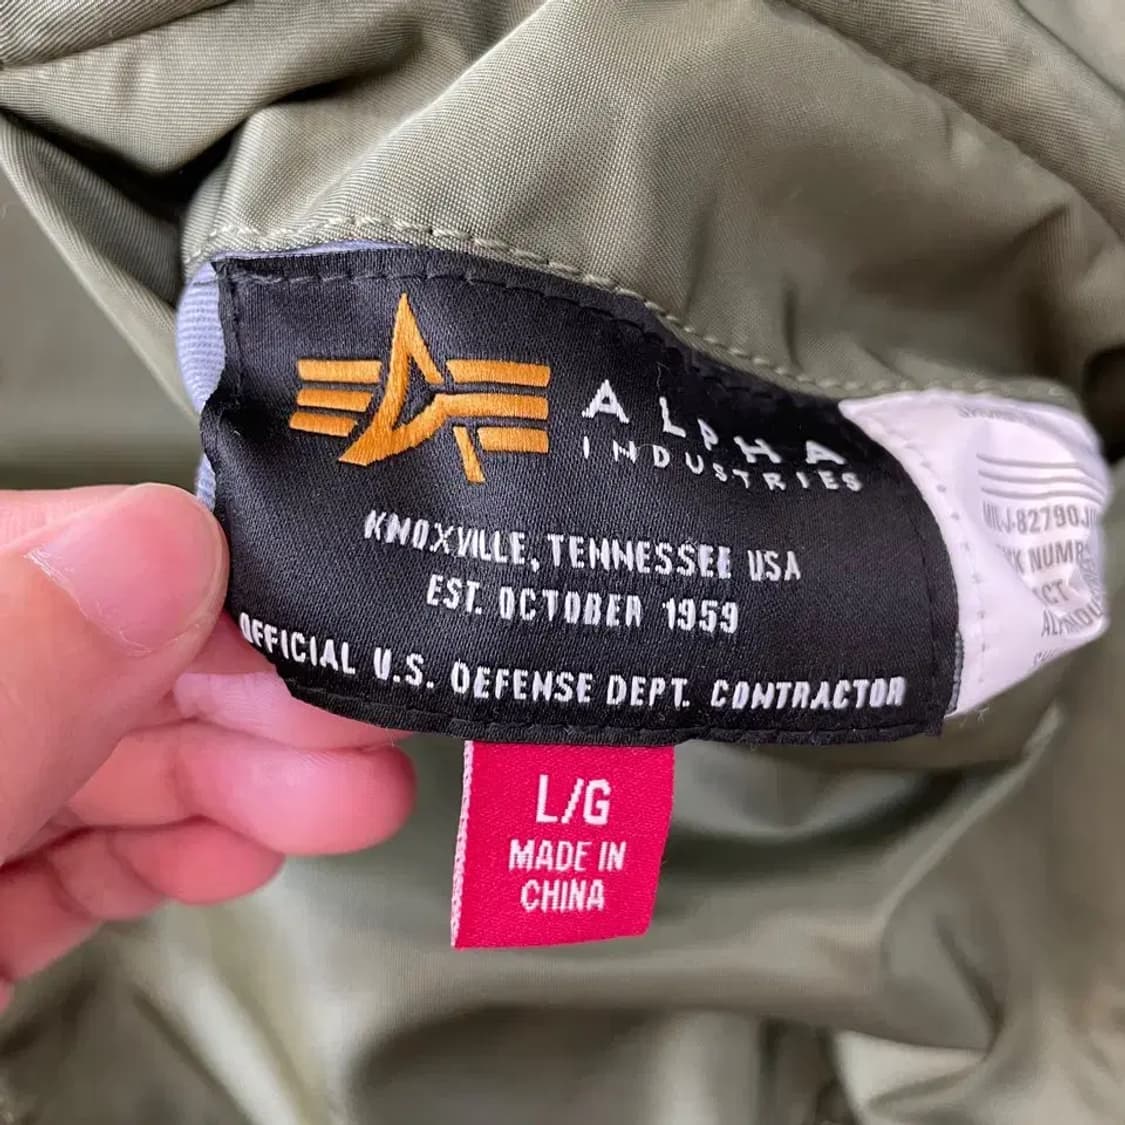 ALPHA
INDUSTRIES
KNOXVILLE, TENNESSEE USA
EST. OCTOBER 1959
OFFICIAL U.S. DEFENSE DEPT. CONTRACTOR
L/G
MADE IN
CHINA